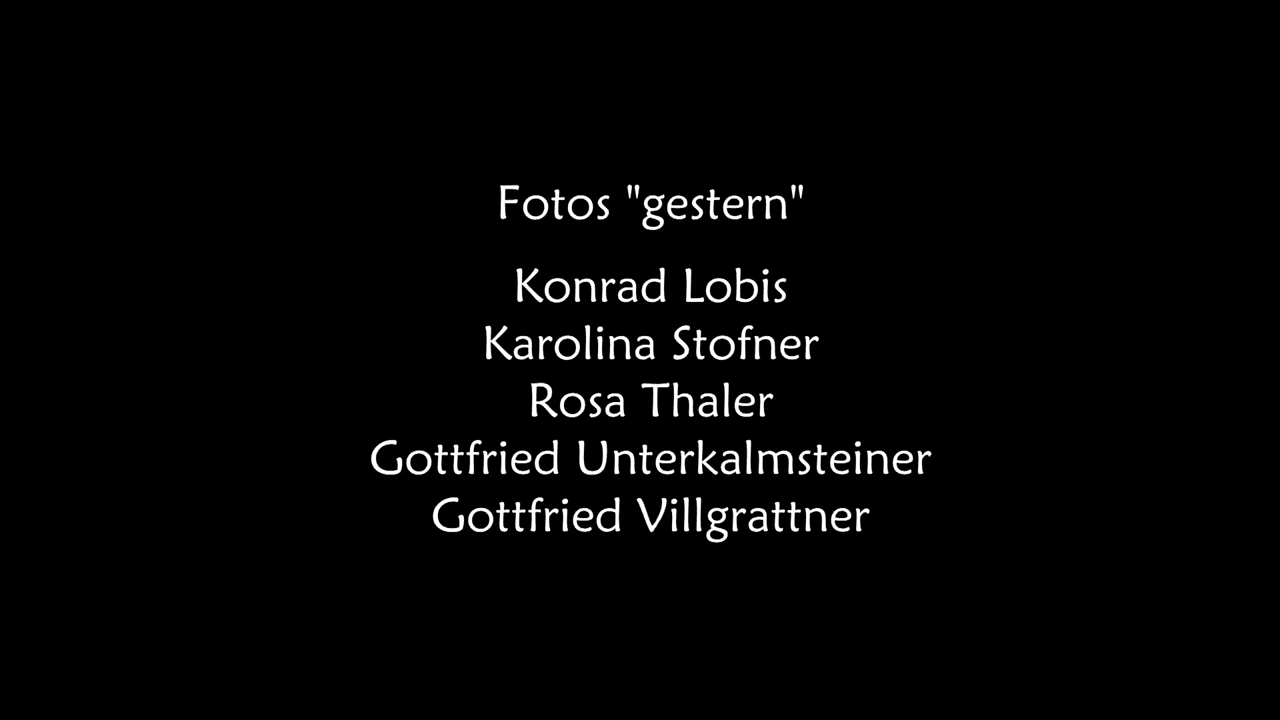 Fotos "gestern"
Konrad Lobis
Karolina Stofner
Rosa Thaler
Gottfried Unterkalmsteiner
Gottfried Villgrattner